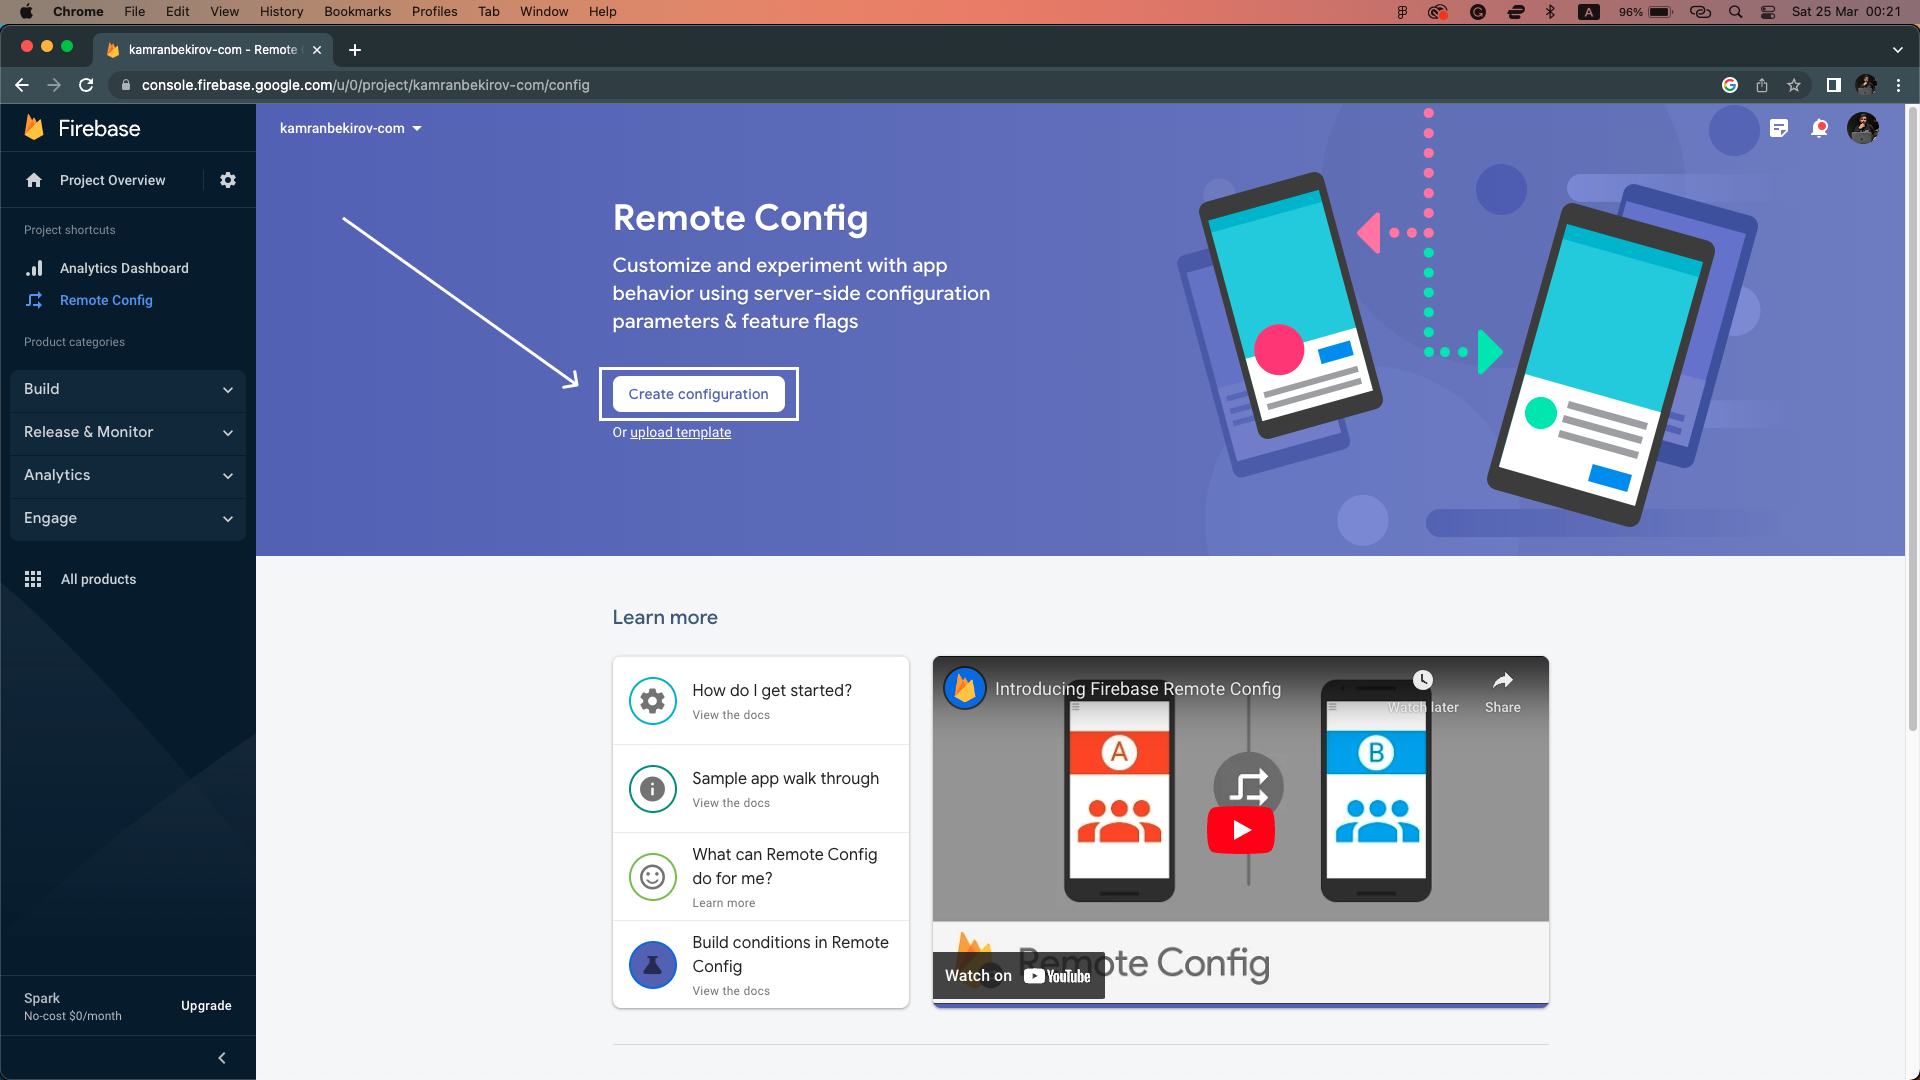 Chrome File Edit View History Bookmarks Profiles Tab Window Help
96% Sat 25 Mar 00:21
kamranbekirov-com - Remote
console.firebase.google.com/u/0/project/kamranbekirov-com/config
Firebase
Project Overview
Project shortcuts
Analytics Dashboard
Remote Config
Product categories
Build
Release & Monitor
Analytics
Engage
All products
Spark
No-cost $0/month
Upgrade
kamranbekirov-com
Remote Config
Customize and experiment with app
behavior using server-side configuration
parameters & feature flags
Create configuration
Or upload template
Learn more
How do I get started?
View the docs
Sample app walk through
View the docs
What can Remote Config
do for me?
Learn more
Build conditions in Remote
Config
View the docs
Introducing Firebase Remote Config
Watch later
Share
A
B
Remote Config
Watch on YouTube